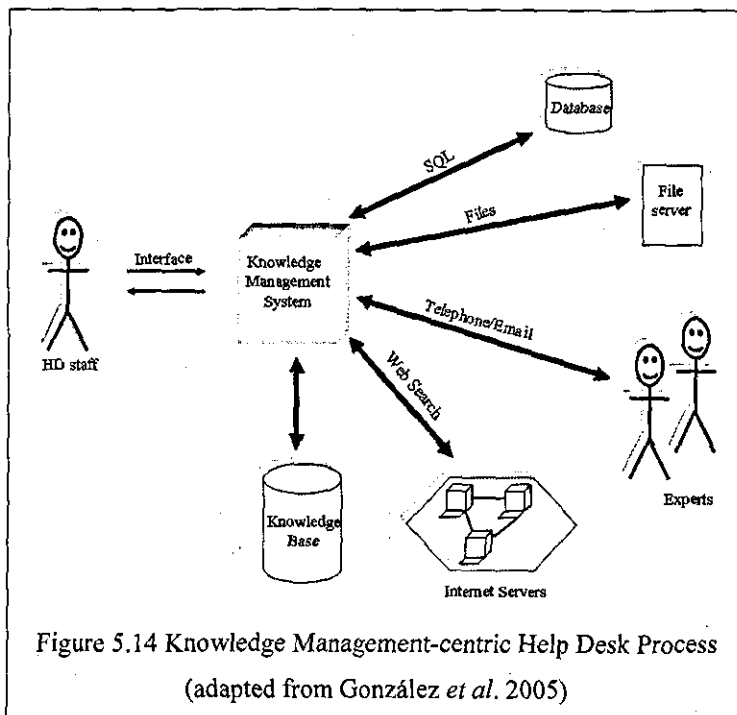 Database
SQL
File
server
Files
Interface
Knowledge
Management
System
Telephone/Email
HD staff
Web Search
Knowledge
Base
Experts
Internet Servers
Figure 5.14 Knowledge Management-centric Help Desk Process
(adapted from González et al. 2005)